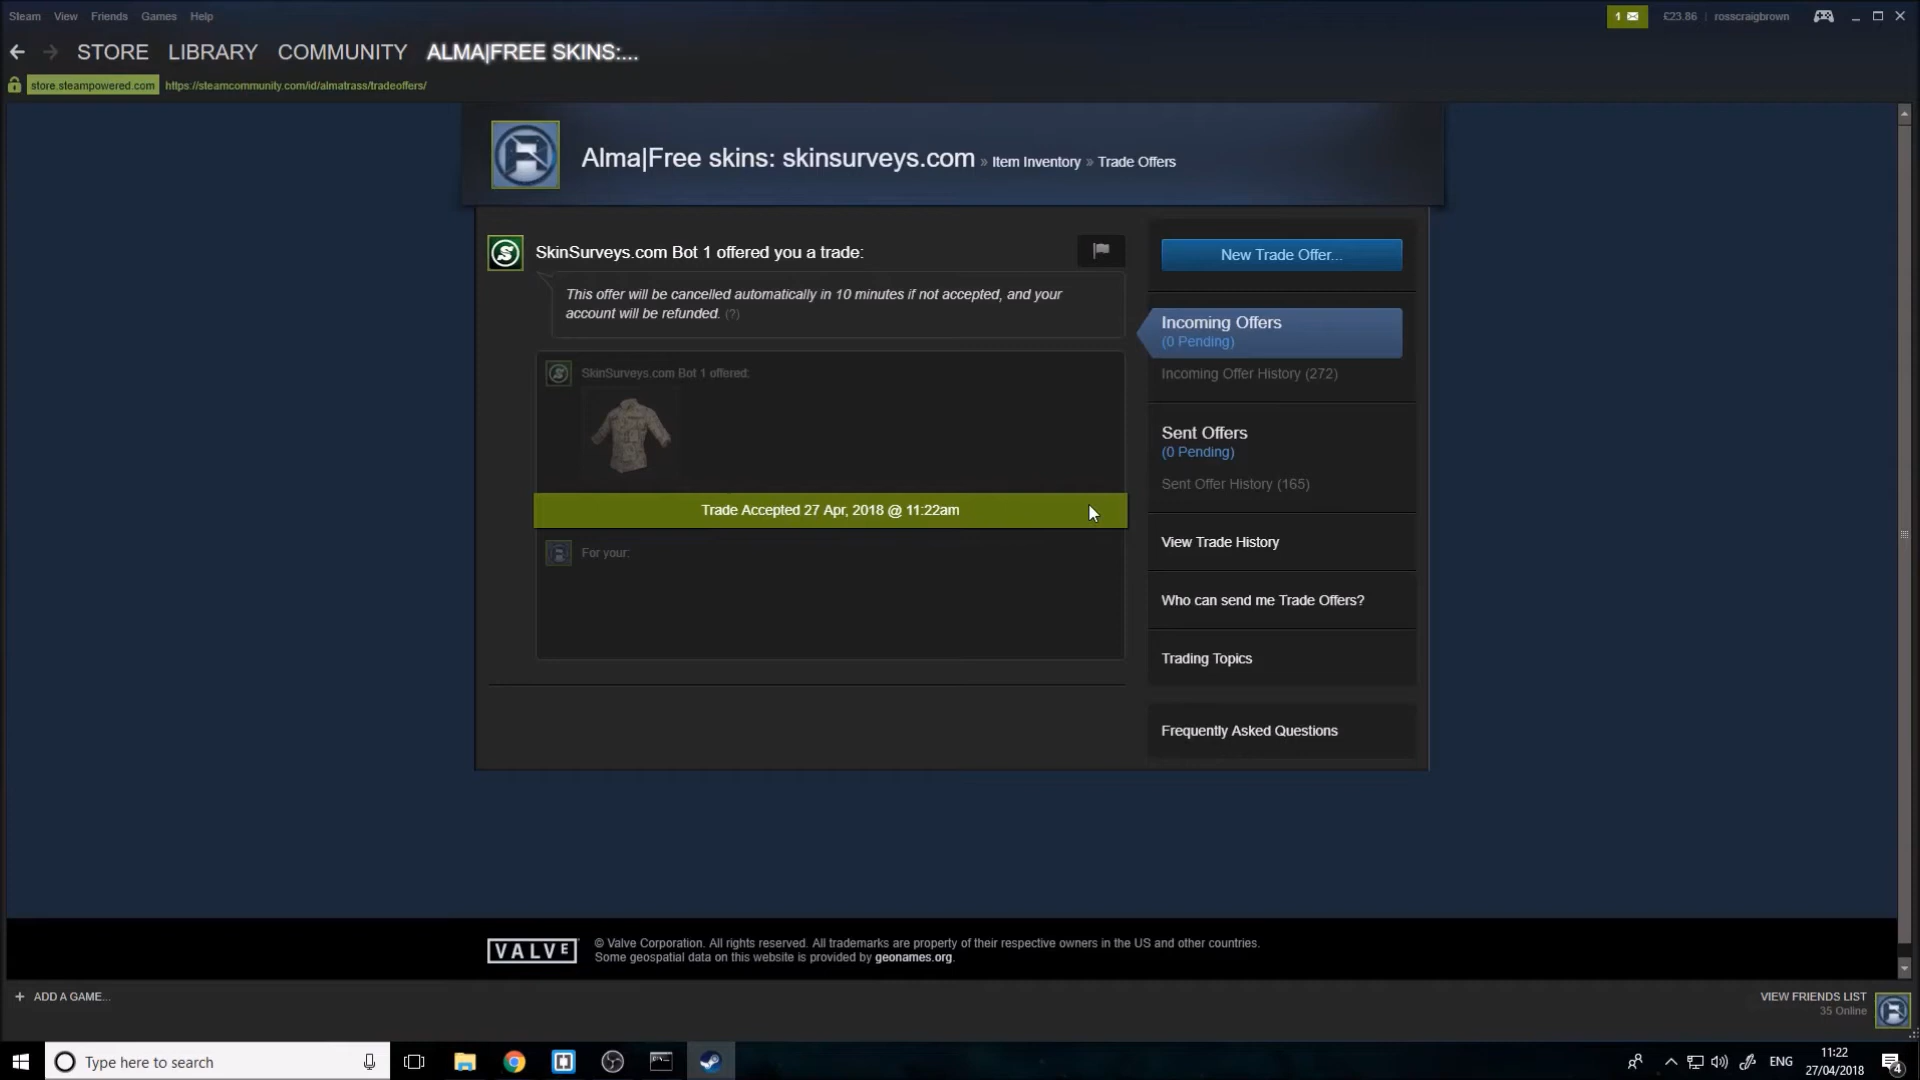 Steam View Friends Games Help
1 £23.86 | rosscraigbrown
STORE LIBRARY COMMUNITY ALMA|FREE SKINS:...
store.steampowered.com https://steamcommunity.com/id/almatrass/tradeoffers/
Alma|Free skins: skinsurveys.com » Item Inventory » Trade Offers
SkinSurveys.com Bot 1 offered you a trade:
This offer will be cancelled automatically in 10 minutes if not accepted, and your
account will be refunded. (?)
SkinSurveys.com Bot 1 offered:
Trade Accepted 27 Apr, 2018 @ 11:22am
For your:
New Trade Offer...
Incoming Offers
(0 Pending)
Incoming Offer History (272)
Sent Offers
(0 Pending)
Sent Offer History (165)
View Trade History
Who can send me Trade Offers?
Trading Topics
Frequently Asked Questions
VALVE
© Valve Corporation. All rights reserved. All trademarks are property of their respective owners in the US and other countries.
Some geospatial data on this website is provided by geonames.org.
+ ADD A GAME...
VIEW FRIENDS LIST
35 Online
Type here to search
ENG
11:22
27/04/2018
4